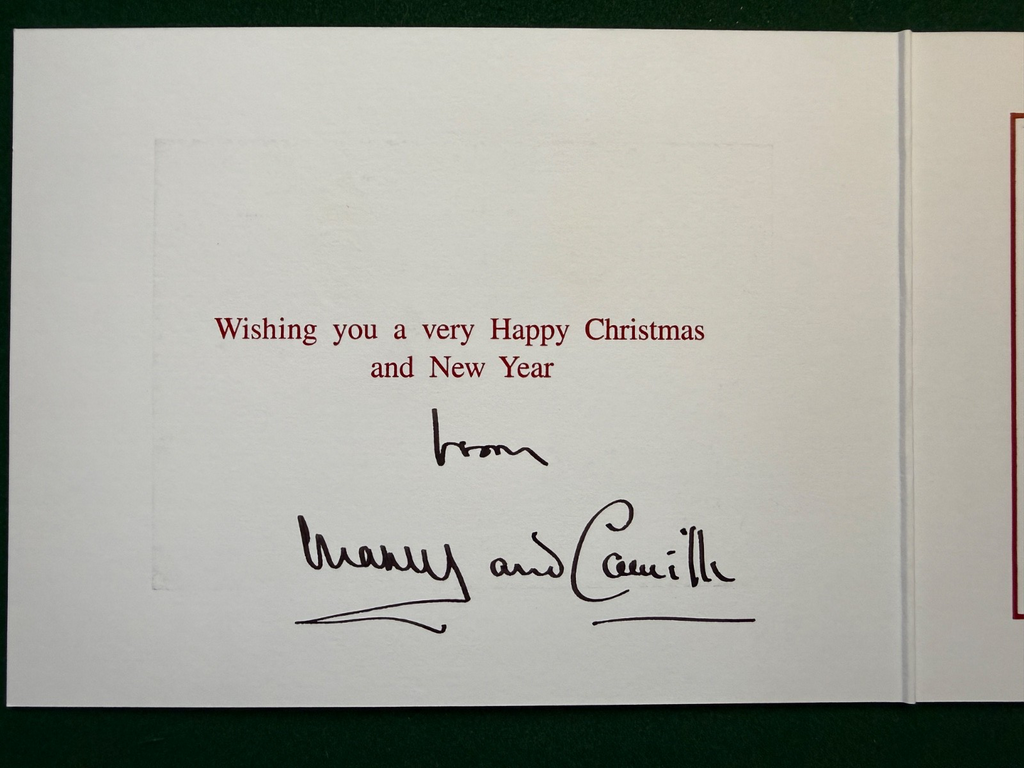 Wishing you a very Happy Christmas
and New Year
from
Charles and Camilla